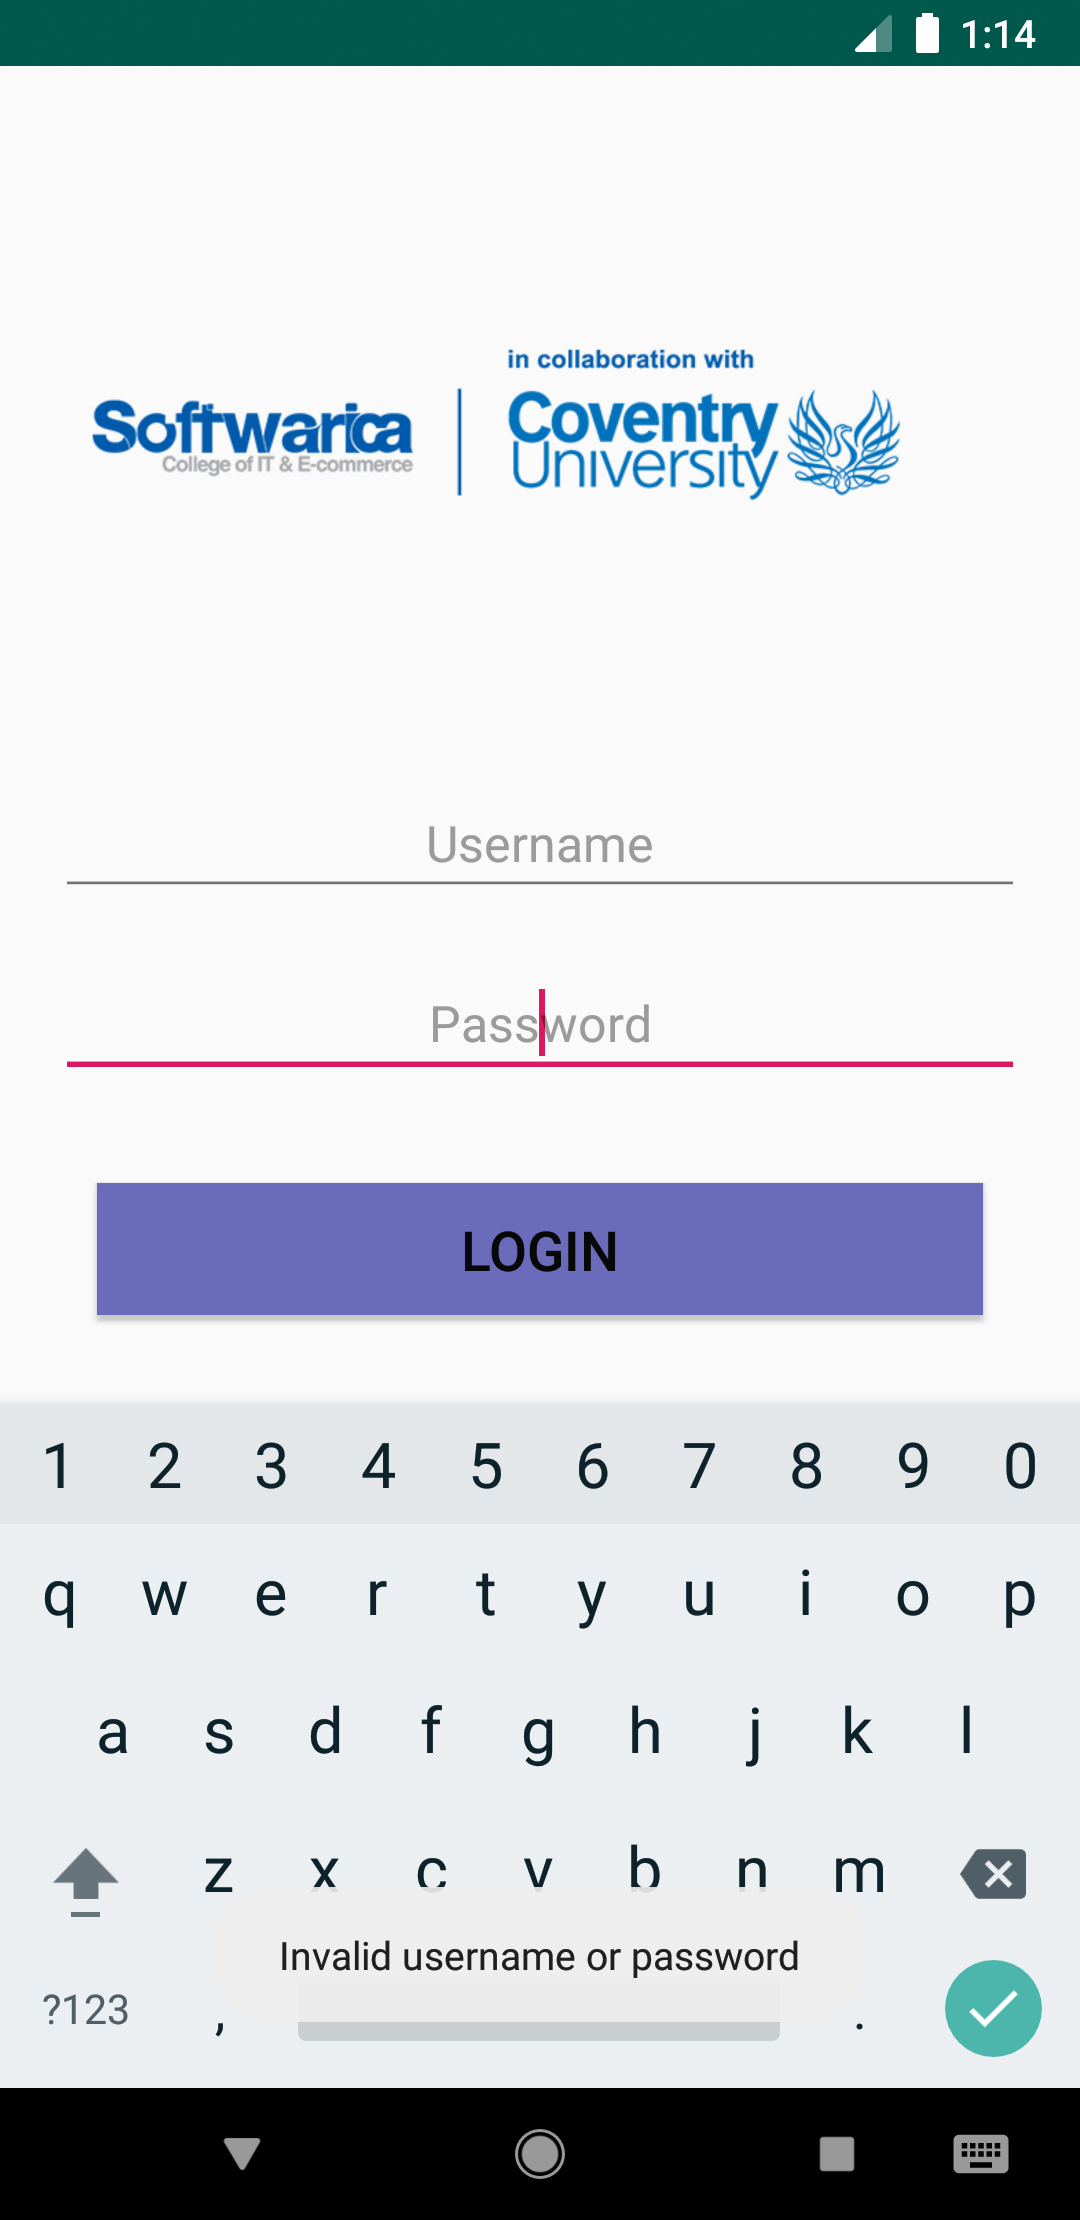 1:14
in collaboration with
Softwarica
College of IT & E-commerce
Coventry
University
Username
Password
LOGIN
1 2 3 4 5 6 7 8 9 0
q w e r t y u i o p
a s d f g h j k l
z x c v b n m
Invalid username or password
?123 , .